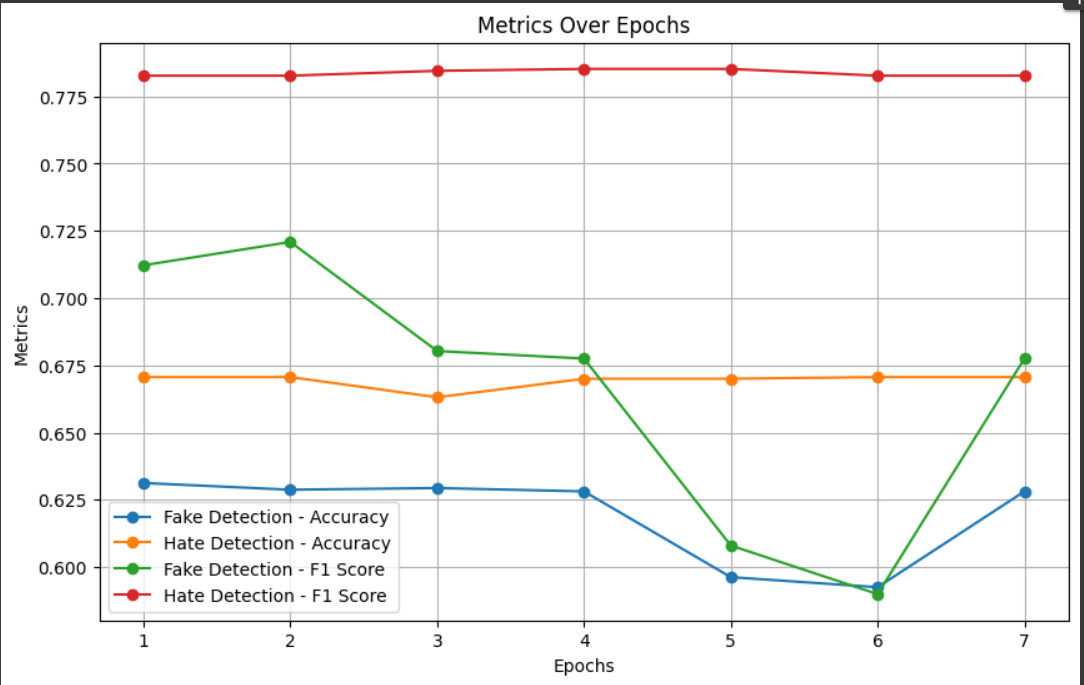 Metrics Over Epochs
0.775
0.750
0.725
0.700
0.675
0.650
0.625
0.600
Metrics
Fake Detection - Accuracy
Hate Detection - Accuracy
Fake Detection - F1 Score
Hate Detection - F1 Score
1 2 3 4 5 6 7
Epochs